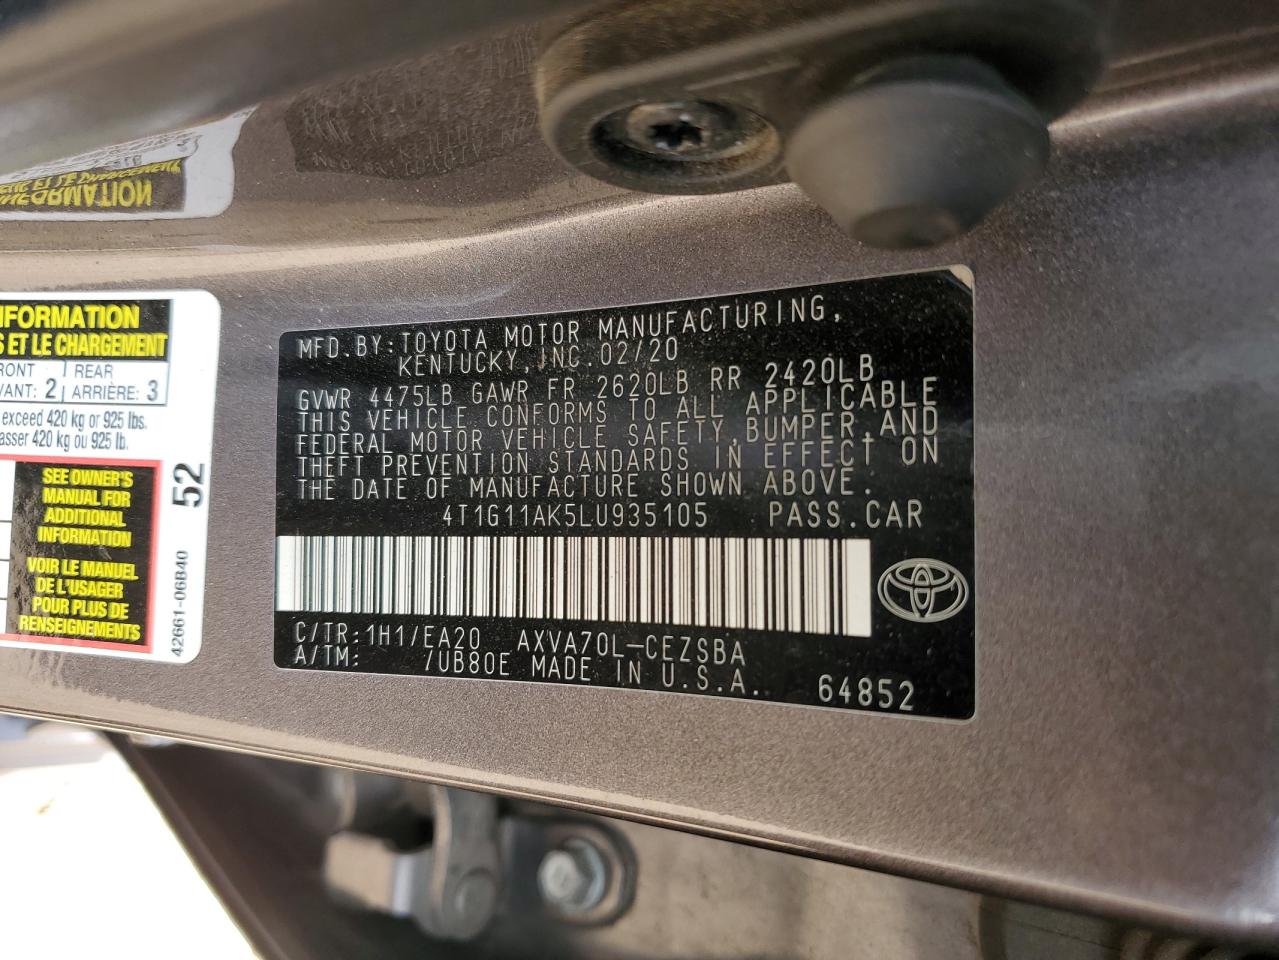 INFORMATION
NFORMATION
S ET LE CHARGEMENT
FRONT
VANT: 2
REAR
ARRIÈRE: 3
exceed 420 kg or 925 lbs.
asser 420 kg ou 925 lb.
SEE OWNER'S
MANUAL FOR
ADDITIONAL
INFORMATION
VOIR LE MANUEL
DE L'USAGER
POUR PLUS DE
RENSEIGNEMENTS
52
42661-06B40
MFD.BY:TOYOTA MOTOR MANUFACTURING,
KENTUCKY,INC.02/20
GVWR 4475LB GAWR FR 2620LB RR 2420LB
THIS VEHICLE CONFORMS TO ALL APPLICABLE
FEDERAL MOTOR VEHICLE SAFETY,BUMPER,AND
THEFT PREVENTION STANDARDS IN EFFECT ON
THE DATE OF MANUFACTURE SHOWN ABOVE.
4T1G11AK5LU935105 PASS.CAR
C/TR:1H1/EA20 AXVA70L-CEZSBA
A/TM: /UB80E MADE IN U.S.A.
64852